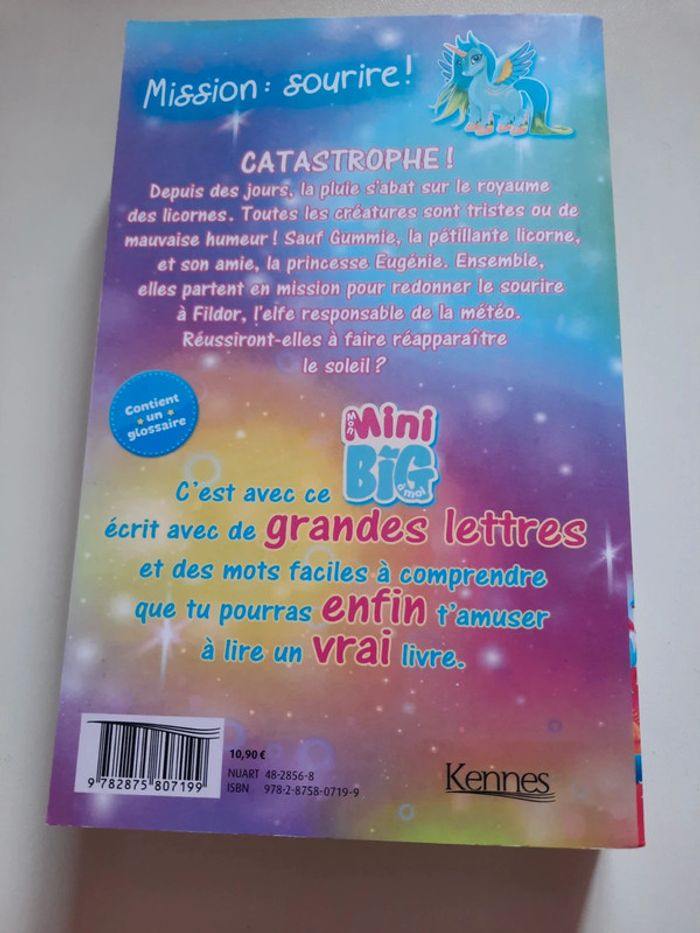 Mission : sourire !
CATASTROPHE !
Depuis des jours, la pluie s'abat sur le royaume
des licornes. Toutes les créatures sont tristes ou de
mauvaise humeur ! Sauf Gummie, la pétillante licorne,
et son amie, la princesse Eugénie. Ensemble,
elles partent en mission pour redonner le sourire
à Fildor, l'elfe responsable de la météo.
Réussiront-elles à faire réapparaître
le soleil ?
Contient
un
glossaire
Mon
Mini
BIG
à moi
C'est avec ce
écrit avec de grandes lettres
et des mots faciles à comprendre
que tu pourras enfin t'amuser
à lire un vrai livre.
10,90 €
NUART 48-2856-8
ISBN 978-2-8758-0719-9
9 782875 807199
Kennes